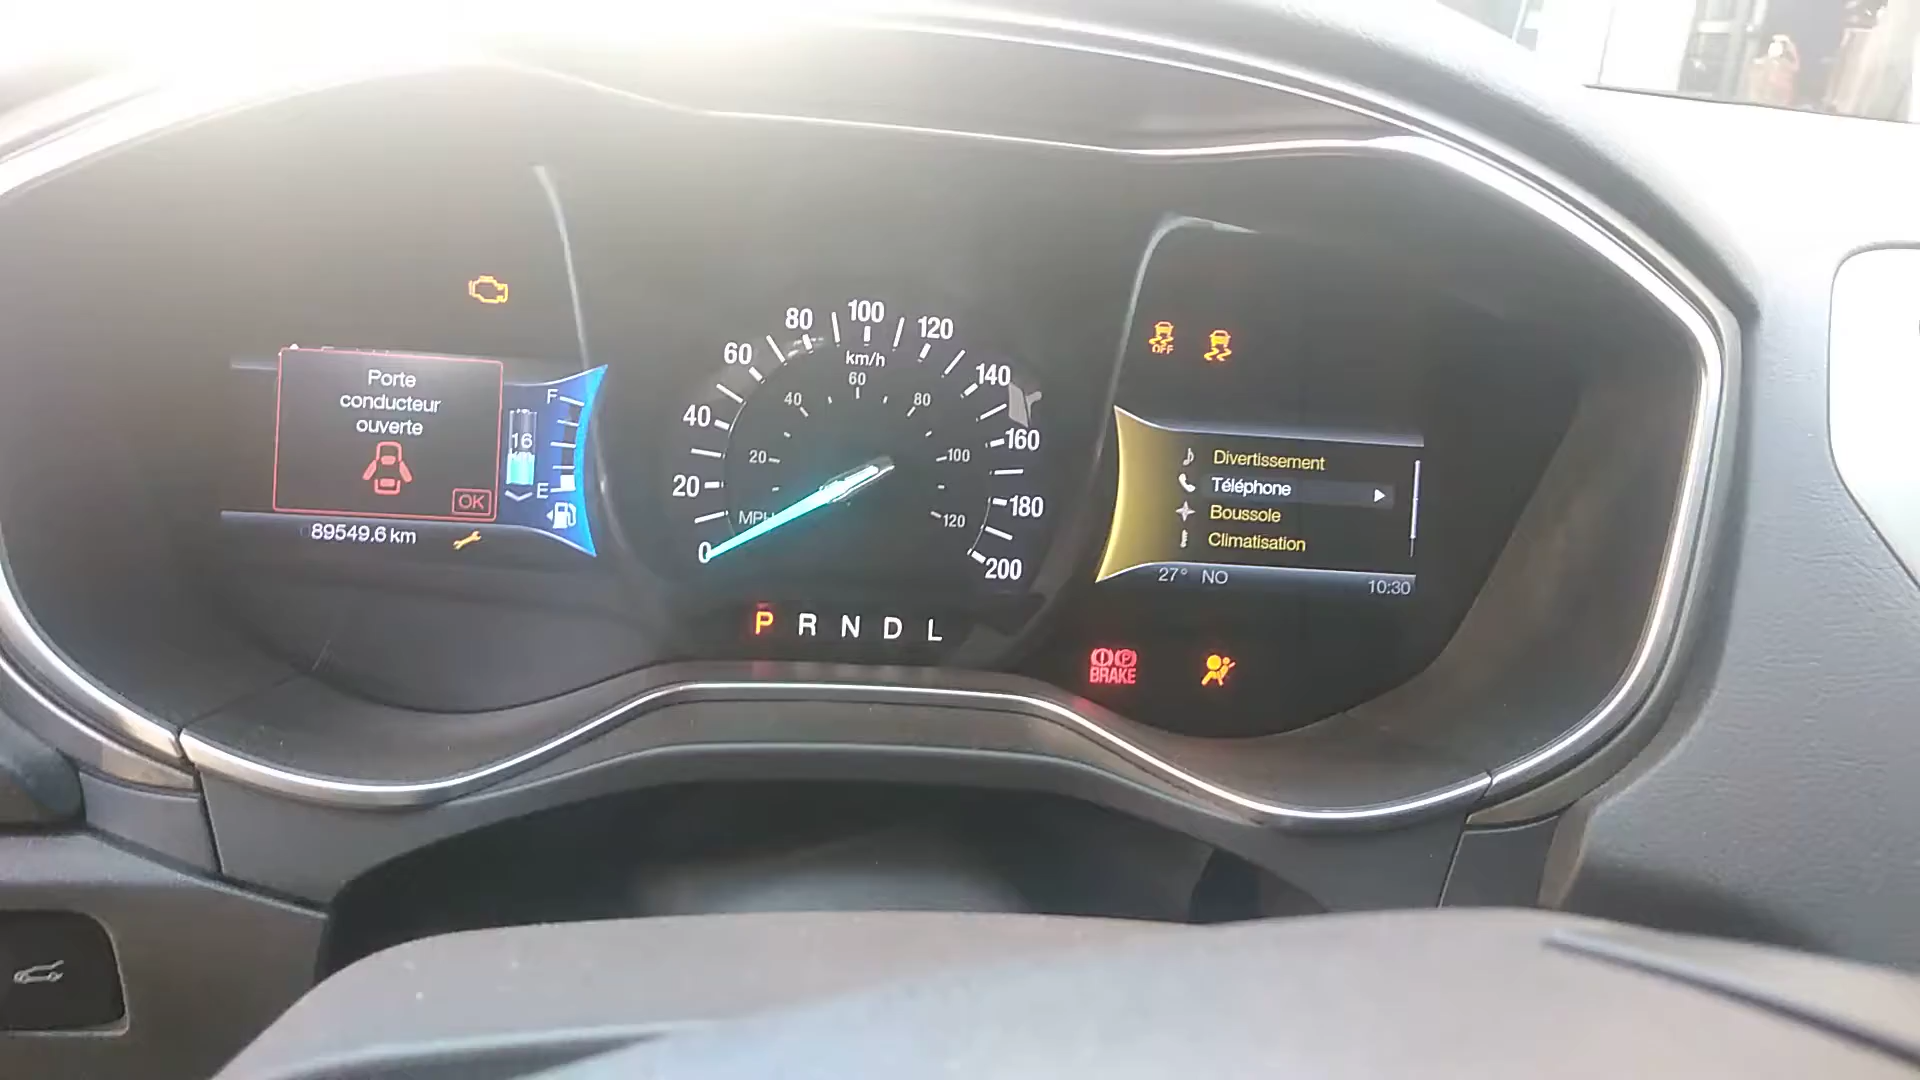 Porte
conducteur
ouverte
OK
F
16
km
E
89549.6 km
0
20
40
60
80
100
120
140
160
180
200
km/h
20
40
60
80
100
120
MPH
P R N D L
OFF
Divertissement
Téléphone
Boussole
Climatisation
27° NO
10:30
BRAKE
P